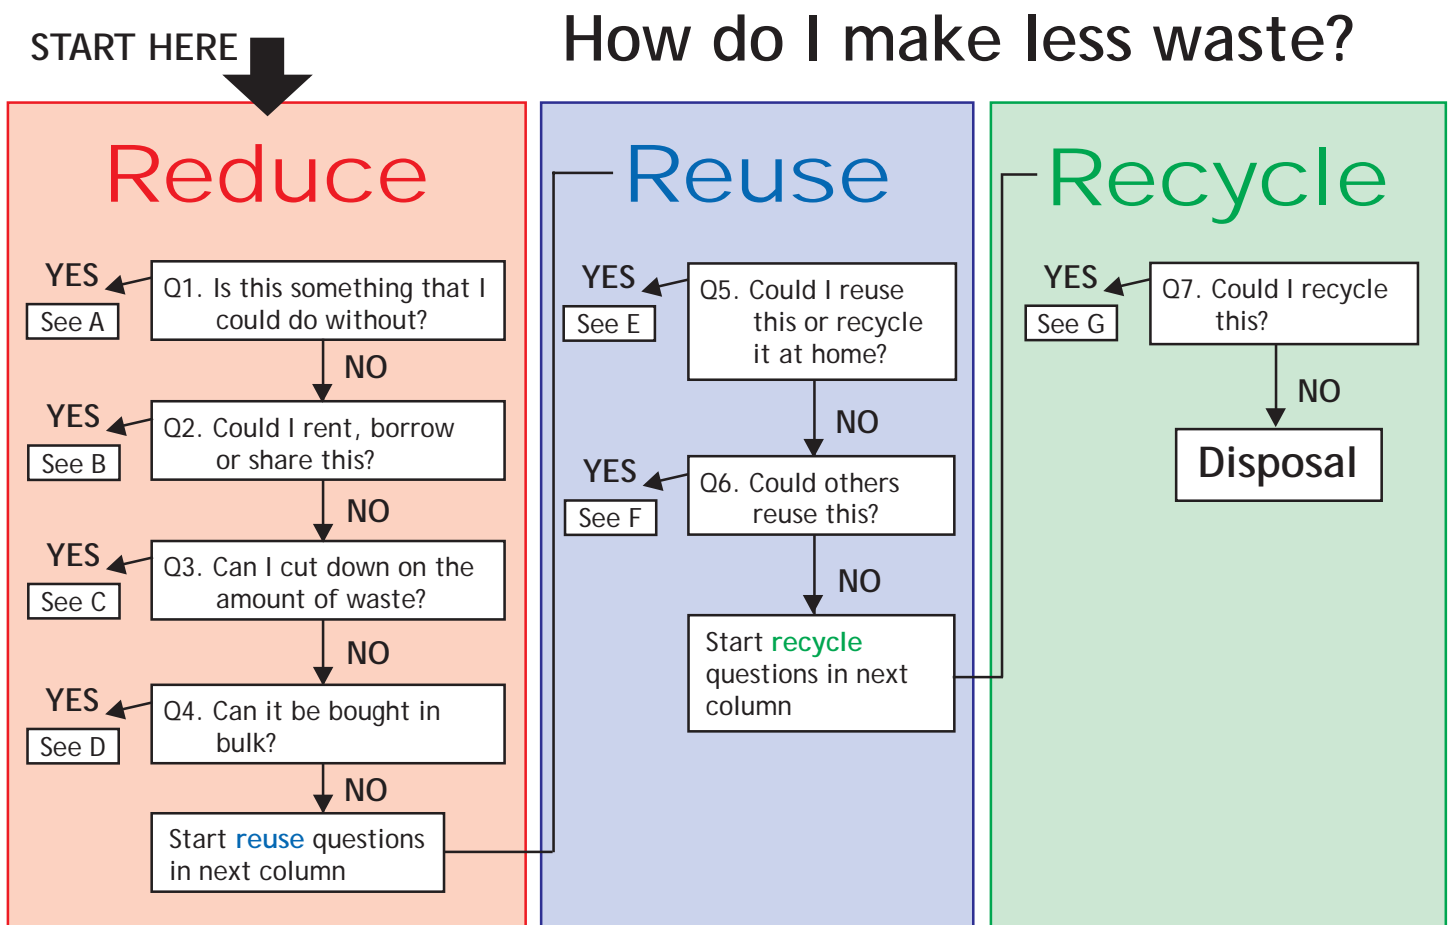 START HERE
How do I make less waste?
Reduce
YES
See A
Q1. Is this something that I
could do without?
NO
YES
See B
Q2. Could I rent, borrow
or share this?
NO
YES
See C
Q3. Can I cut down on the
amount of waste?
NO
YES
See D
Q4. Can it be bought in
bulk?
NO
Start reuse questions
in next column
Reuse
YES
See E
Q5. Could I reuse
this or recycle
it at home?
NO
YES
See F
Q6. Could others
reuse this?
NO
Start recycle
questions in next
column
Recycle
YES
See G
Q7. Could I recycle
this?
NO
Disposal